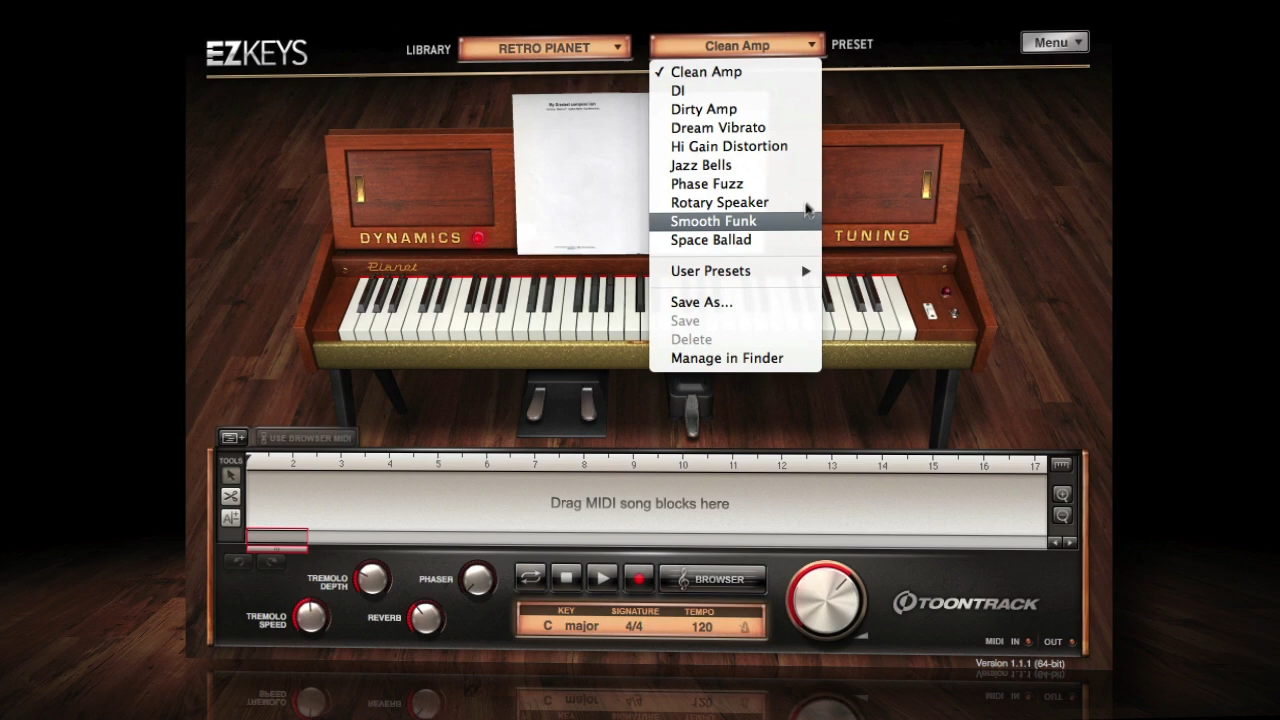 EZKEYS
LIBRARY
RETRO PIANET
Clean Amp
PRESET
Menu
✓ Clean Amp
DI
Dirty Amp
Dream Vibrato
Hi Gain Distortion
Jazz Bells
Phase Fuzz
Rotary Speaker
Smooth Funk
Space Ballad
User Presets
Save As...
Save
Delete
Manage in Finder
DYNAMICS
TUNING
Pianet
USE BROWSER MIDI
TOOLS
2 3 4 5 6 7 8 9 10 11 12 13 14 15 16 17
Drag MIDI song blocks here
TREMOLO
DEPTH
PHASER
BROWSER
TREMOLO
SPEED
REVERB
KEY SIGNATURE TEMPO
C major 4/4 120
TOONTRACK
MIDI IN OUT
Version 1.1.1 (64-bit)